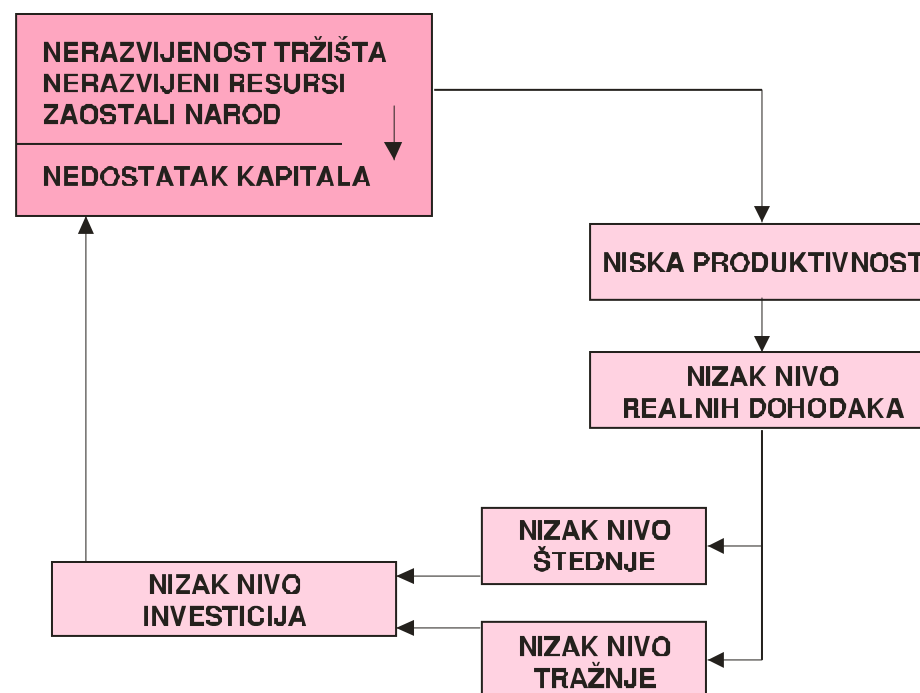 NERAZVIJENOST TRŽIŠTA
NERAZVIJENI RESURSI
ZAOSTALI NAROD
NEDOSTATAK KAPITALA
NISKA PRODUKTIVNOST
NIZAK NIVO
REALNIH DOHODAKA
NIZAK NIVO
ŠTEDNJE
NIZAK NIVO
INVESTICIJA
NIZAK NIVO
TRAŽNJE